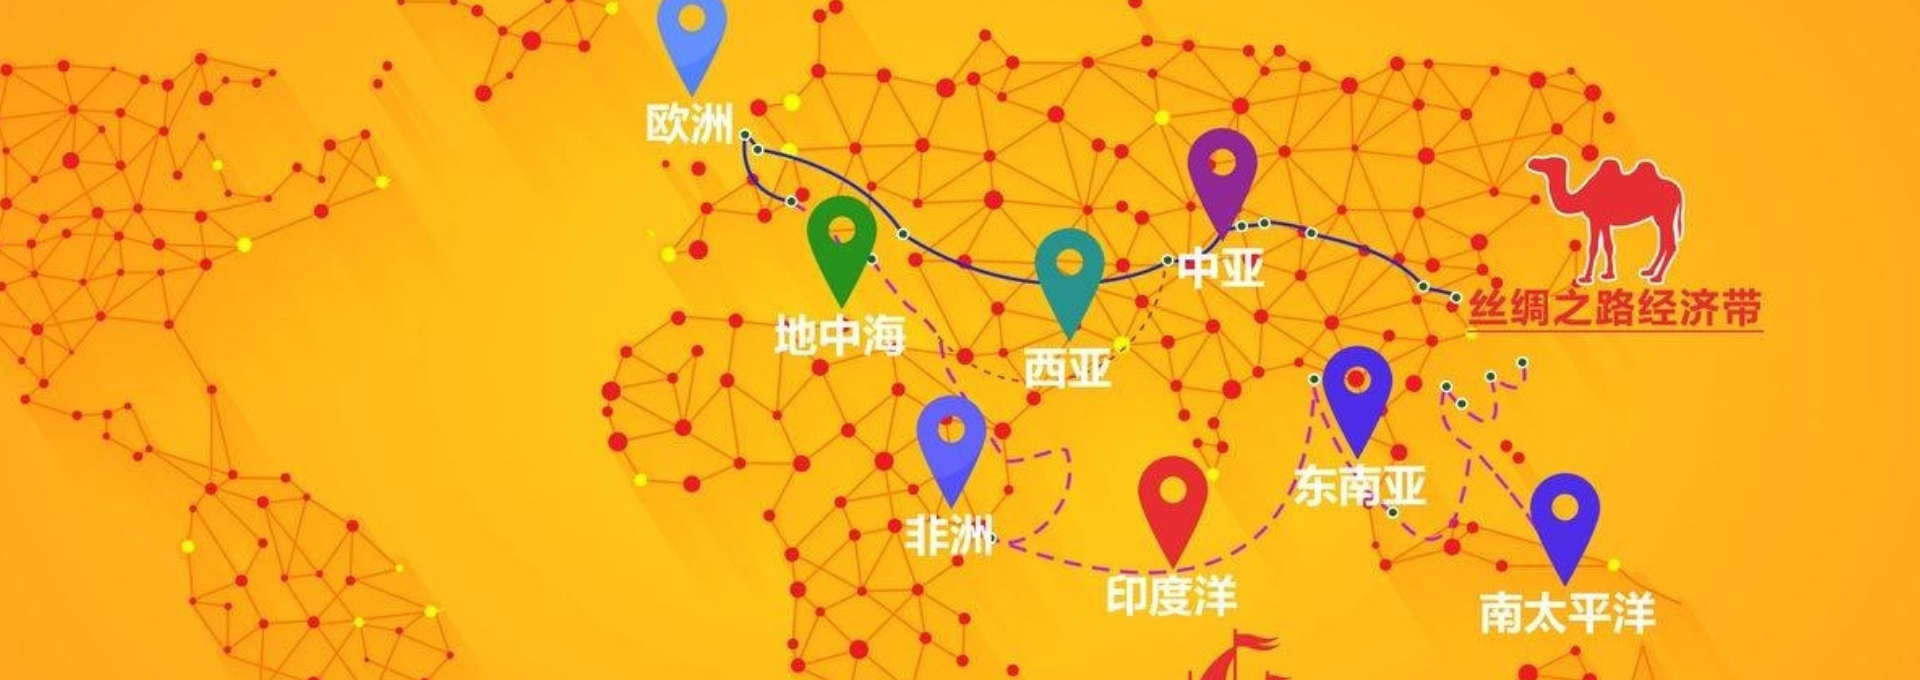 欧洲
中亚
丝绸之路经济带
地中海
西亚
东南亚
非洲
印度洋
南太平洋